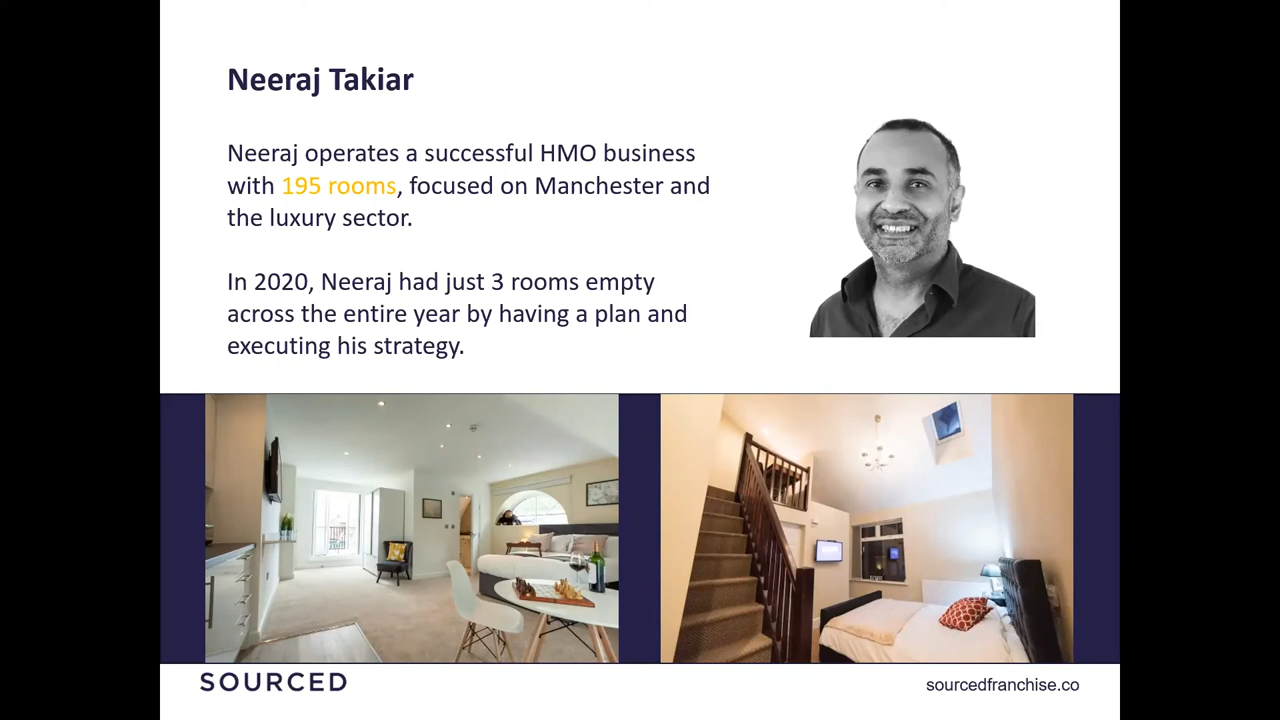 Neeraj Takiar
Neeraj operates a successful HMO business
with 195 rooms, focused on Manchester and
the luxury sector.
In 2020, Neeraj had just 3 rooms empty
across the entire year by having a plan and
executing his strategy.
SOURCED
sourcedfranchise.co